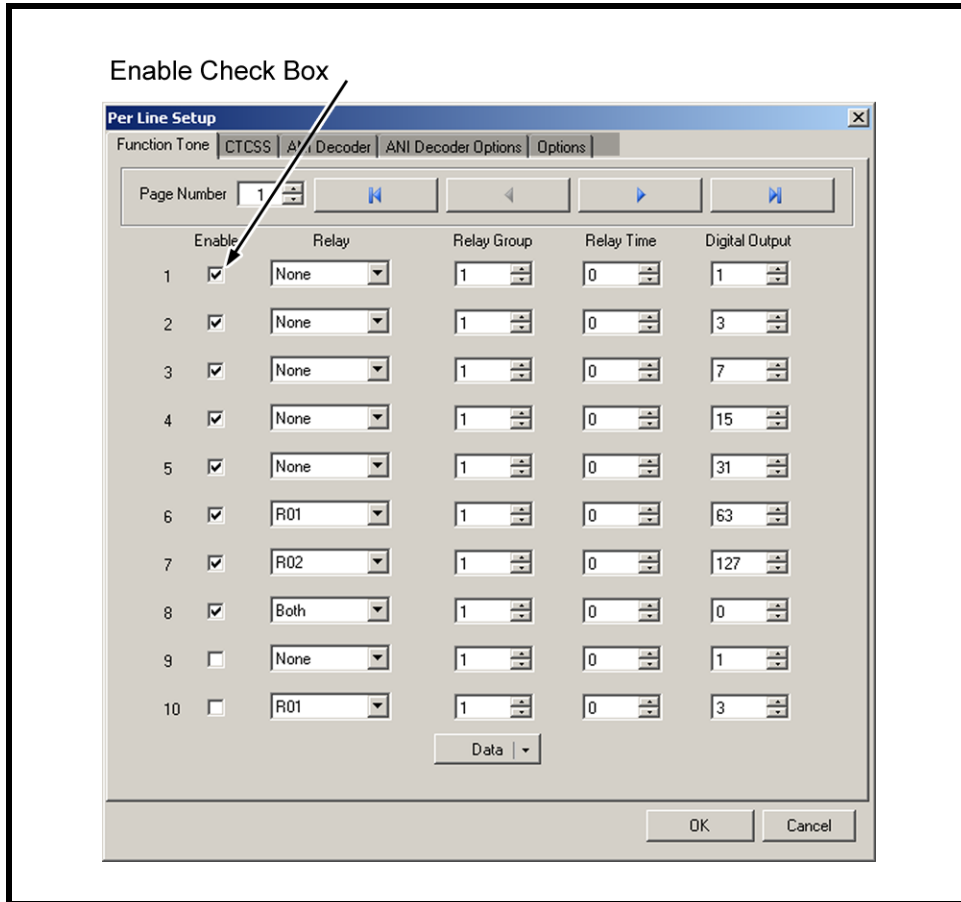 Enable Check Box
Per Line Setup
Function Tone CTCSS ANI Decoder ANI Decoder Options Options
Page Number 1
Enable Relay Relay Group Relay Time Digital Output
1 None 1 0 1
2 None 1 0 3
3 None 1 0 7
4 None 1 0 15
5 None 1 0 31
6 R01 1 0 63
7 R02 1 0 127
8 Both 1 0 0
9 None 1 0 1
10 R01 1 0 3
Data
OK Cancel